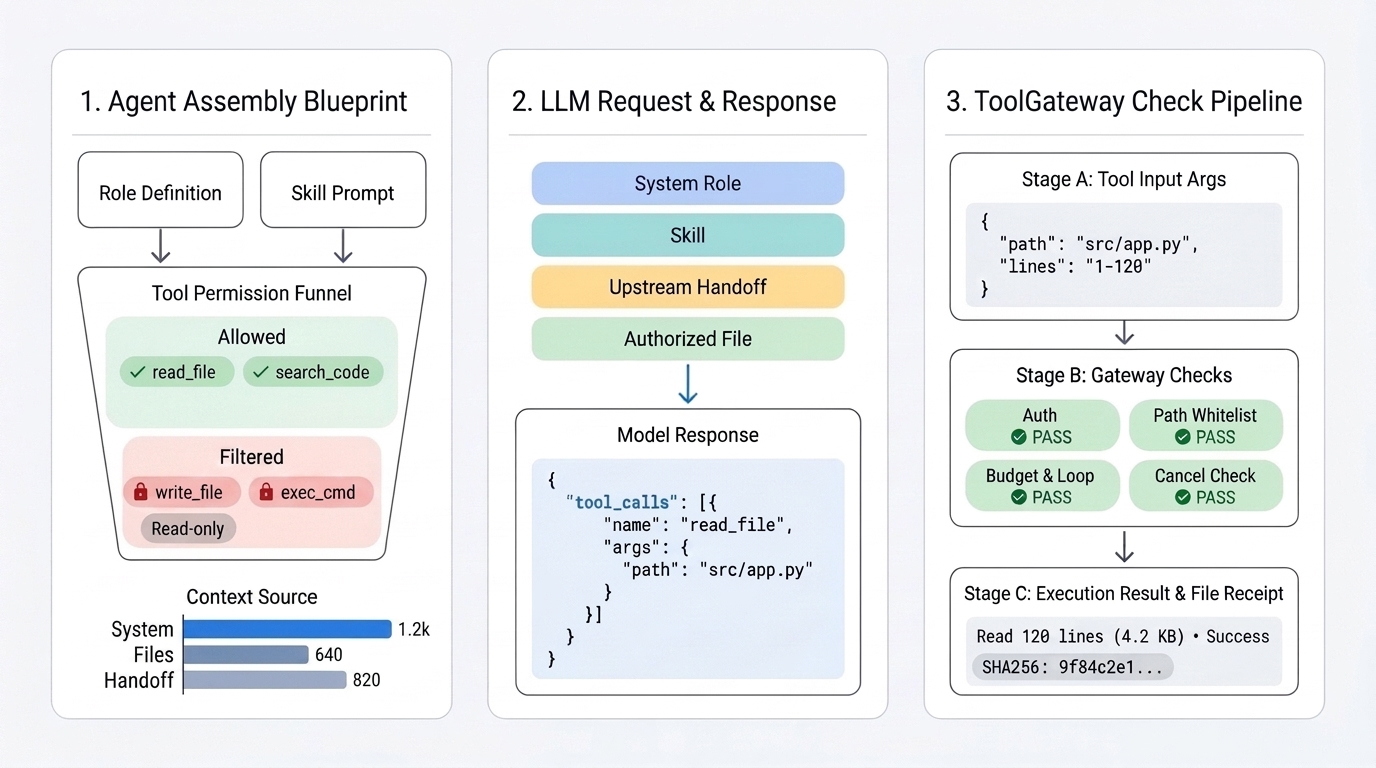 1. Agent Assembly Blueprint
Role Definition
Skill Prompt
Tool Permission Funnel
Allowed
read_file
search_code
Filtered
write_file
exec_cmd
Read-only
Context Source
System
1.2k
Files
640
Handoff
820
2. LLM Request & Response
System Role
Skill
Upstream Handoff
Authorized File
Model Response
{
"tool_calls": [{
"name": "read_file",
"args": {
"path": "src/app.py"
}
}]
}
}
3. ToolGateway Check Pipeline
Stage A: Tool Input Args
{
"path": "src/app.py",
"lines": "1-120"
}
Stage B: Gateway Checks
Auth
PASS
Path Whitelist
PASS
Budget & Loop
PASS
Cancel Check
PASS
Stage C: Execution Result & File Receipt
Read 120 lines (4.2 KB) • Success
SHA256: 9f84c2e1...